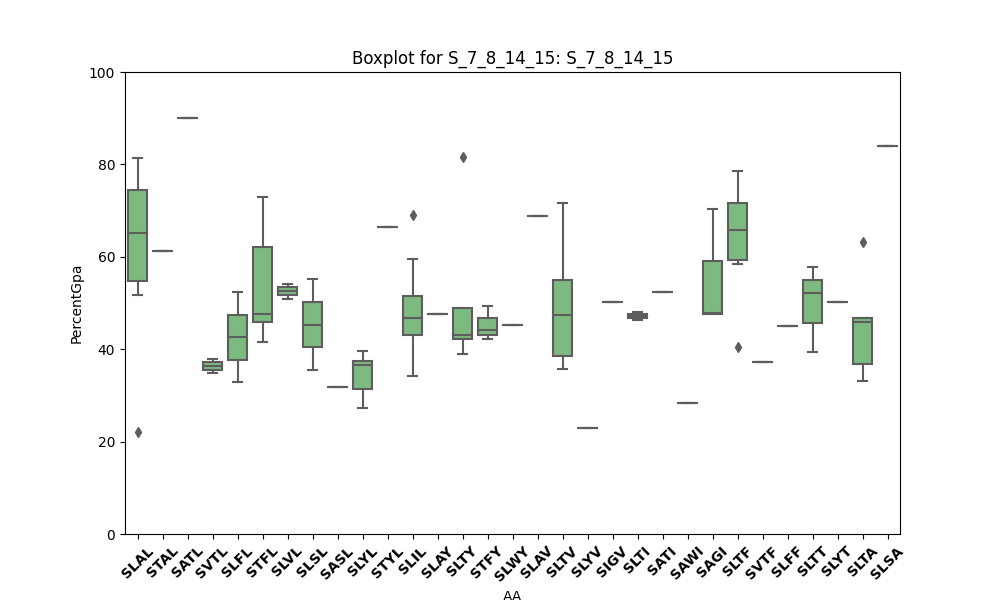 Boxplot for S_7_8_14_15: S_7_8_14_15
100
80
60
40
20
0
PercentGpa
SLAL STAL SATL SVTL SLFL STFL SLVL SLSL SASL SLYL STYL SLIL SLAY SLTY STFY SLWY SLAV SLTV SLYV SIGV SLTI SATI SAWI SAGI SLTF SVTF SLFF SLTT SLYT SLTA SLSA
AA